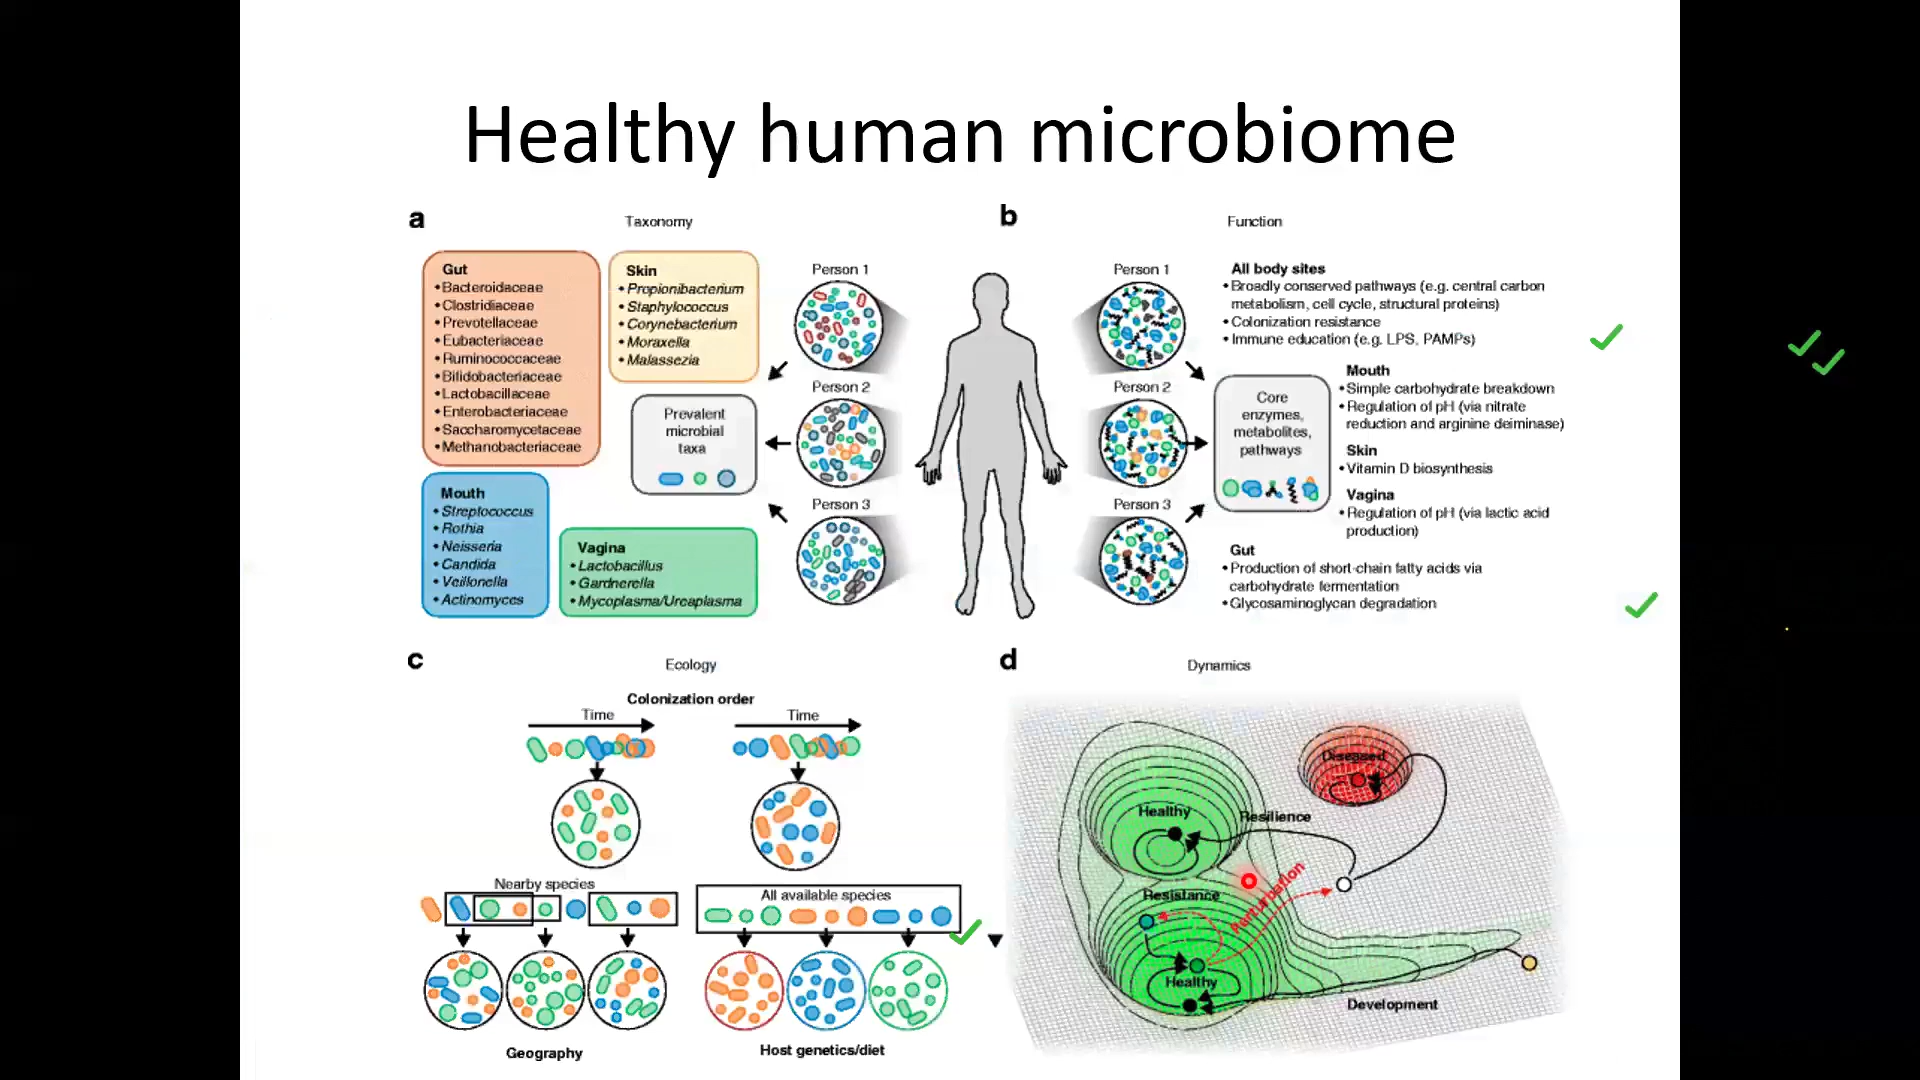 Healthy human microbiome
a
Taxonomy
Gut
•Bacteroidaceae
•Clostridiaceae
•Prevotellaceae
•Eubacteriaceae
•Ruminococcaceae
•Bifidobacteriaceae
•Lactobacillaceae
•Enterobacteriaceae
•Saccharomycetaceae
•Methanobacteriaceae
Skin
•Propionibacterium
•Staphylococcus
•Corynebacterium
•Moraxella
•Malassezia
Prevalent
microbial
taxa
Mouth
•Streptococcus
•Rothia
•Neisseria
•Candida
•Veillonella
•Actinomyces
Vagina
•Lactobacillus
•Gardnerella
•Mycoplasma/Ureaplasma
Person 1
Person 2
Person 3
b
Function
Person 1
Person 2
Person 3
All body sites
•Broadly conserved pathways (e.g. central carbon
metabolism, cell cycle, structural proteins)
•Colonization resistance
•Immune education (e.g. LPS, PAMPs)
Core
enzymes,
metabolites,
pathways
Mouth
•Simple carbohydrate breakdown
•Regulation of pH (via nitrate
reduction and arginine deiminase)
Skin
•Vitamin D biosynthesis
Vagina
•Regulation of pH (via lactic acid
production)
Gut
•Production of short-chain fatty acids via
carbohydrate fermentation
•Glycosaminoglycan degradation
c
Ecology
Colonization order
Time
Time
Nearby species
All available species
Geography
Host genetics/diet
d
Dynamics
Diseased
Healthy
Resilience
Resistance
Perturbation
Healthy
Development